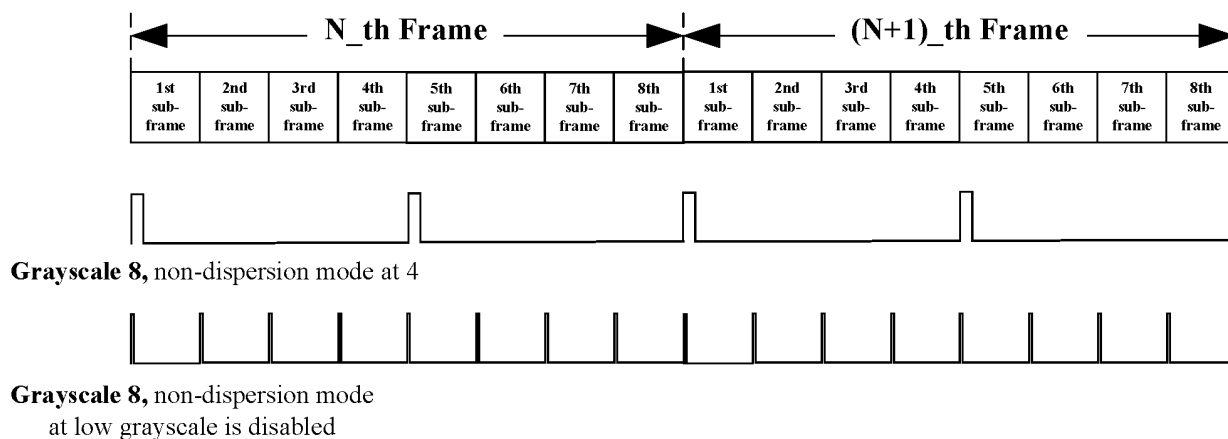 N_th Frame (N+1)_th Frame
1st sub-frame 2nd sub-frame 3rd sub-frame 4th sub-frame 5th sub-frame 6th sub-frame 7th sub-frame 8th sub-frame 1st sub-frame 2nd sub-frame 3rd sub-frame 4th sub-frame 5th sub-frame 6th sub-frame 7th sub-frame 8th sub-frame
Grayscale 8, non-dispersion mode at 4
Grayscale 8, non-dispersion mode
at low grayscale is disabled